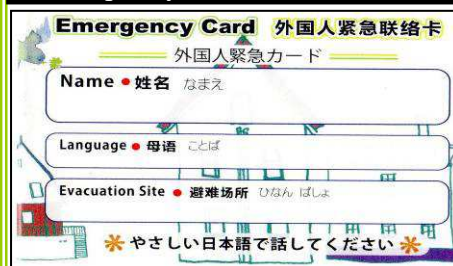 Emergency Card 外国人紧急联络卡
外国人緊急カード
Name ● 姓名 なまえ
Language ● 母语 ことば
Evacuation Site ● 避难场所 ひなん ばしょ
やさしい日本語で話してください